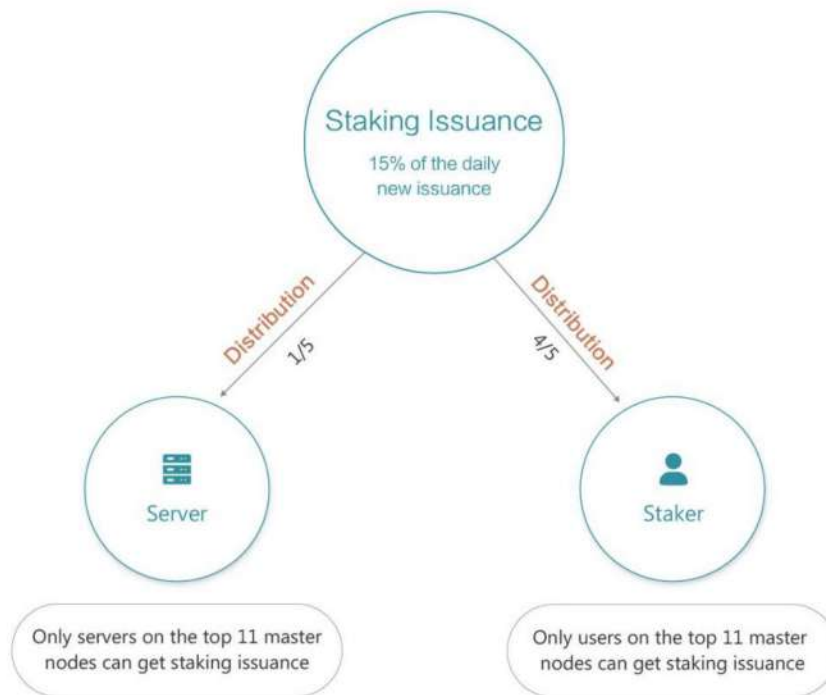 Staking Issuance
15% of the daily
new issuance
Distribution
1/5
Distribution
4/5
Server
Staker
Only servers on the top 11 master
nodes can get staking issuance
Only users on the top 11 master
nodes can get staking issuance